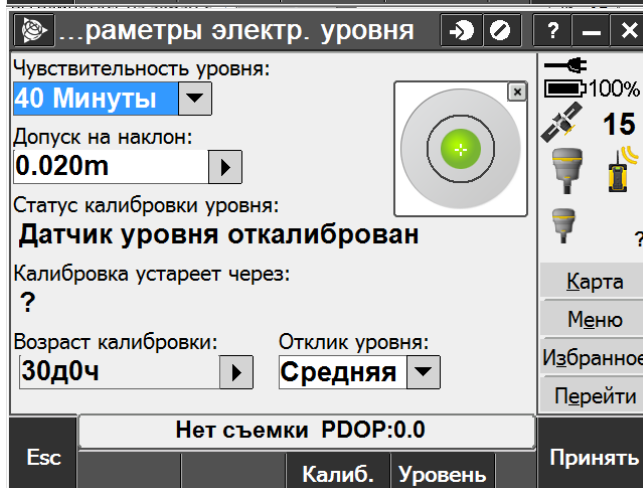 …раметры электр. уровня ? – ×
Чувствительность уровня:
40 Минуты
100%
15
Допуск на наклон:
0.020m
Статус калибровки уровня:
Датчик уровня откалиброван
?
Калибровка устареет через:
?
Карта
Меню
Возраст калибровки:
Отклик уровня:
30д0ч
Средняя
Избранное
Перейти
Нет съемки PDOP:0.0
Esc
Калиб.
Уровень
Принять